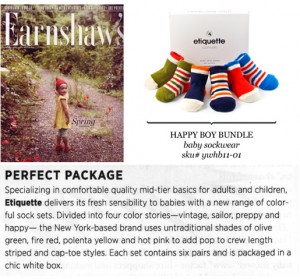 Earnshaw's
Spring
etiquette
HAPPY BOY BUNDLE
baby sockwear
sku# ywhb11-01
PERFECT PACKAGE
Specializing in comfortable quality mid-tier basics for adults and children,
Etiquette delivers its fresh sensibility to babies with a new range of color-
ful sock sets. Divided into four color stories—vintage, sailor, preppy and
happy— the New York-based brand uses untraditional shades of olive
green, fire red, polenta yellow and hot pink to add pop to crew length
striped and cap-toe styles. Each set contains six pairs and is packaged in a
chic white box.